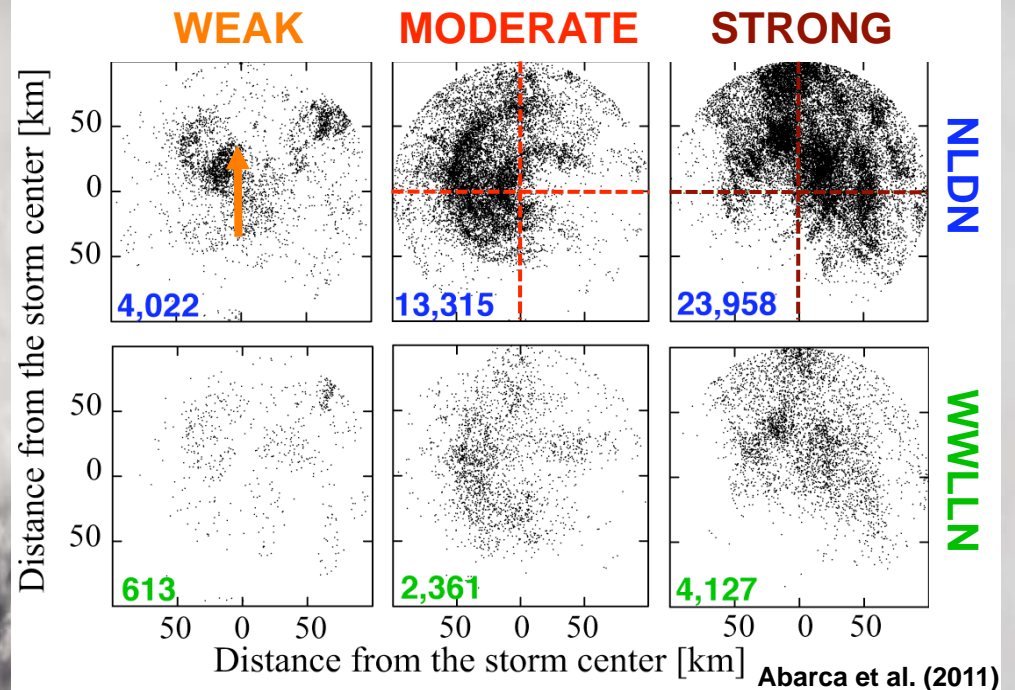 WEAK MODERATE STRONG
Distance from the storm center [km]
50
0
50
4,022
13,315
23,958
NLDN
50
0
50
613
2,361
4,127
WWLLN
50 0 50 50 0 50 50 0 50
Distance from the storm center [km]
Abarca et al. (2011)